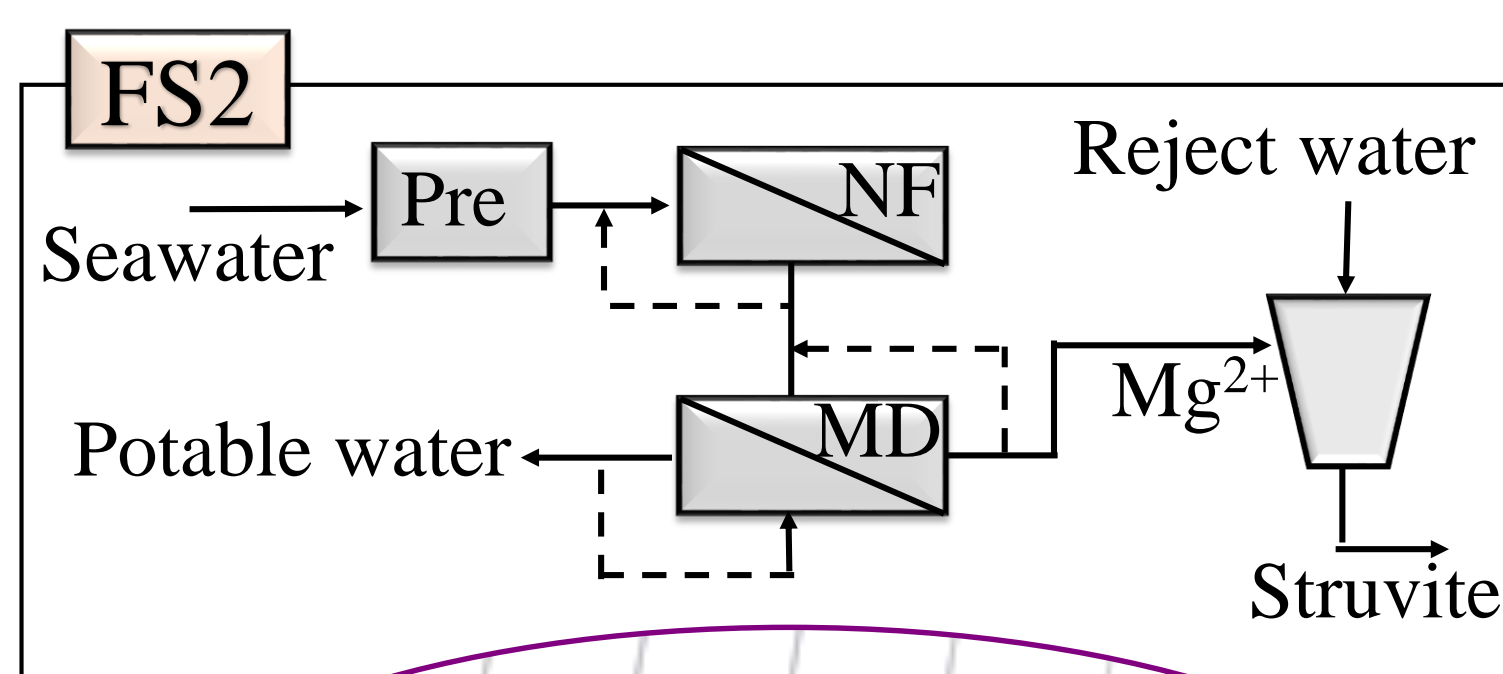 FS2
Reject water
Pre
NF
Seawater
Mg²⁺
MD
Potable water
Struvite